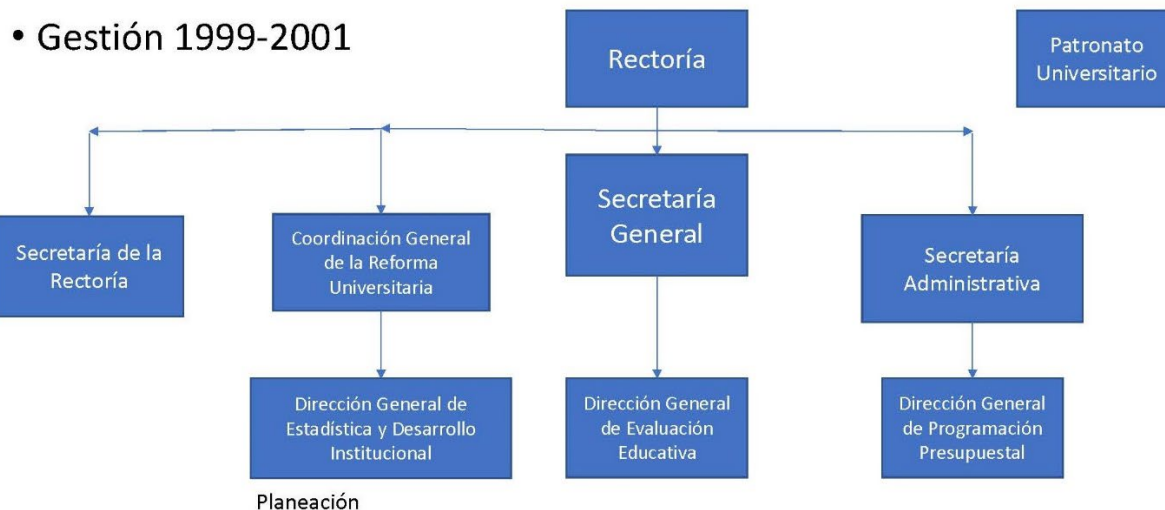 • Gestión 1999-2001
Rectoría
Patronato
Universitario
Secretaría de la
Rectoría
Coordinación General
de la Reforma
Universitaria
Secretaría
General
Secretaría
Administrativa
Dirección General de
Estadística y Desarrollo
Institucional
Dirección General
de Evaluación
Educativa
Dirección General
de Programación
Presupuestal
Planeación